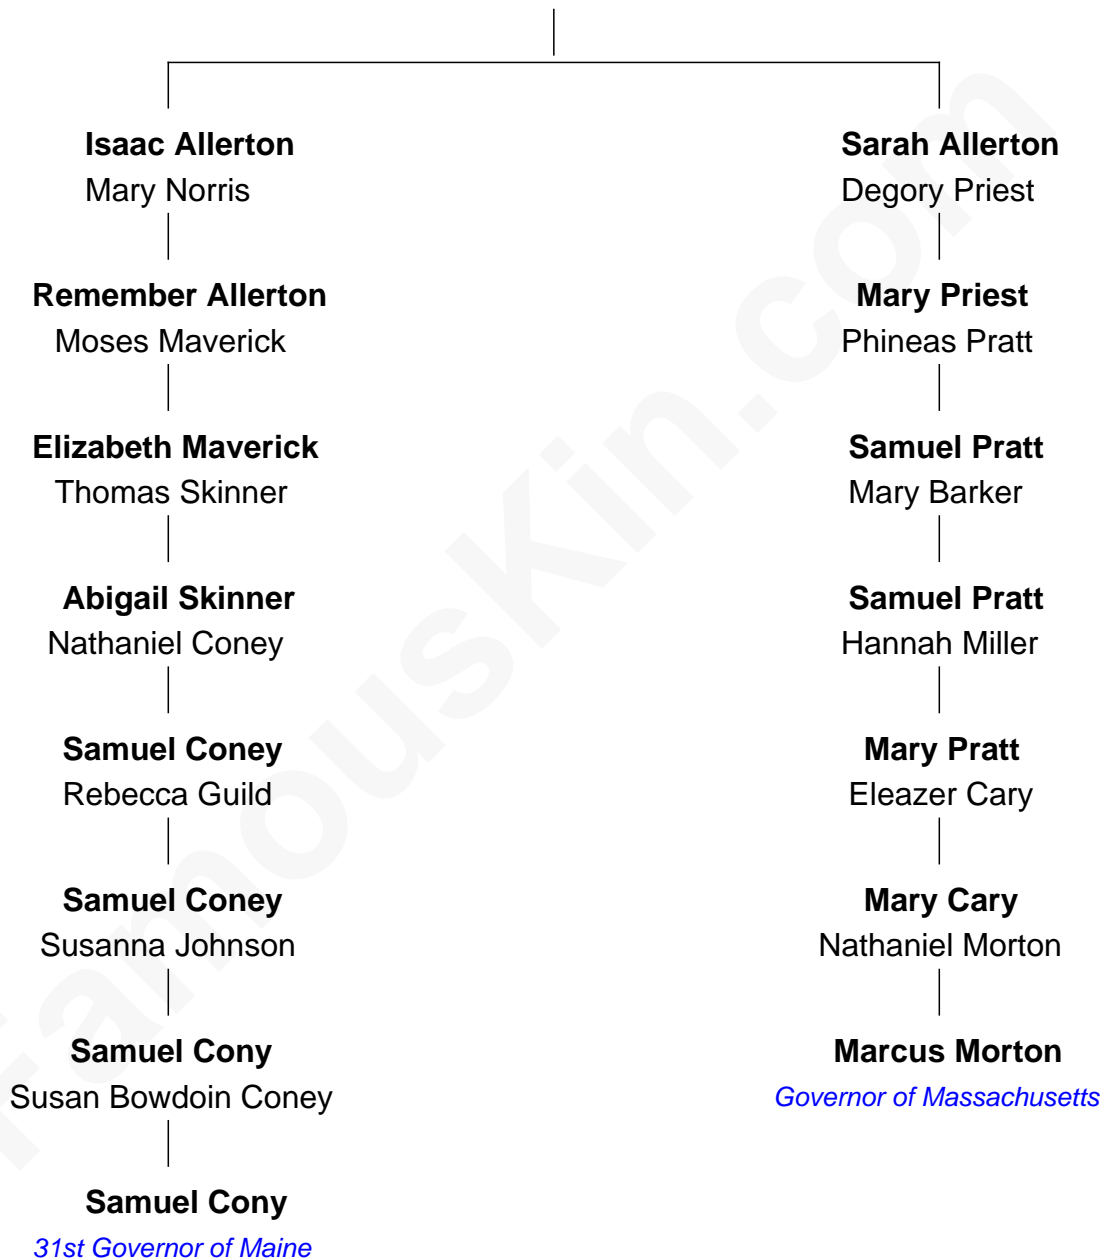 Isaac Allerton
Mary Norris
Sarah Allerton
Degory Priest
Remember Allerton
Moses Maverick
Mary Priest
Phineas Pratt
Elizabeth Maverick
Thomas Skinner
Samuel Pratt
Mary Barker
Abigail Skinner
Nathaniel Coney
Samuel Pratt
Hannah Miller
Samuel Coney
Rebecca Guild
Mary Pratt
Eleazer Cary
Samuel Coney
Susanna Johnson
Mary Cary
Nathaniel Morton
Samuel Cony
Susan Bowdoin Coney
Marcus Morton
Governor of Massachusetts
Samuel Cony
31st Governor of Maine
FamousKin.com